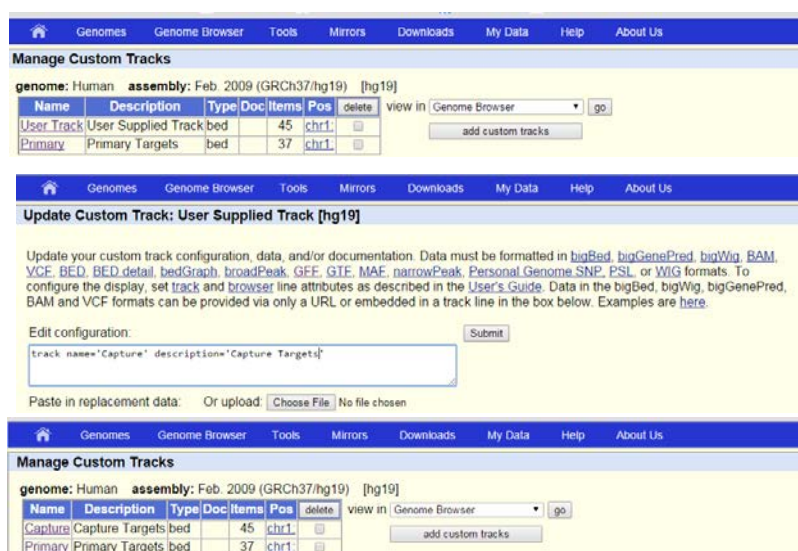 Genomes Genome Browser Tools Mirrors Downloads My Data Help About Us
Manage Custom Tracks
genome: Human assembly: Feb. 2009 (GRCh37/hg19) [hg19]
Name Description Type Doc Items Pos delete view in Genome Browser go
User Track User Supplied Track bed 45 chr1: add custom tracks
Primary Primary Targets bed 37 chr1:
Genomes Genome Browser Tools Mirrors Downloads My Data Help About Us
Update Custom Track: User Supplied Track [hg19]
Update your custom track configuration, data, and/or documentation. Data must be formatted in bigBed, bigGenePred, bigWig, BAM,
VCF, BED, BED detail, bedGraph, broadPeak, GFF, GTF, MAF, narrowPeak, Personal Genome SNP, PSL, or WIG formats. To
configure the display, set track and browser line attributes as described in the User's Guide. Data in the bigBed, bigWig, bigGenePred,
BAM and VCF formats can be provided via only a URL or embedded in a track line in the box below. Examples are here.
Edit configuration: Submit
track name='Capture' description='Capture Targets'
Paste in replacement data: Or upload: Choose File No file chosen
Genomes Genome Browser Tools Mirrors Downloads My Data Help About Us
Manage Custom Tracks
genome: Human assembly: Feb. 2009 (GRCh37/hg19) [hg19]
Name Description Type Doc Items Pos delete view in Genome Browser go
Capture Capture Targets bed 45 chr1: add custom tracks
Primary Primary Targets bed 37 chr1: